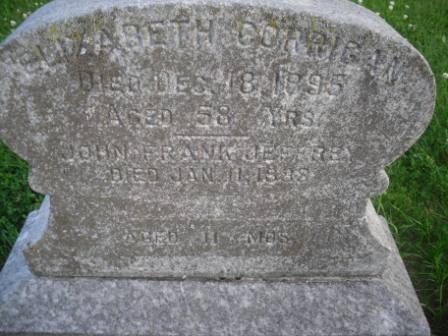 ELIZABETH CORRIGAN
DIED DEC. 18, 1895
AGED 58 YRS
JOHN FRANK JEFFREY
DIED JAN. 11, 1898
AGED 11 MOS.